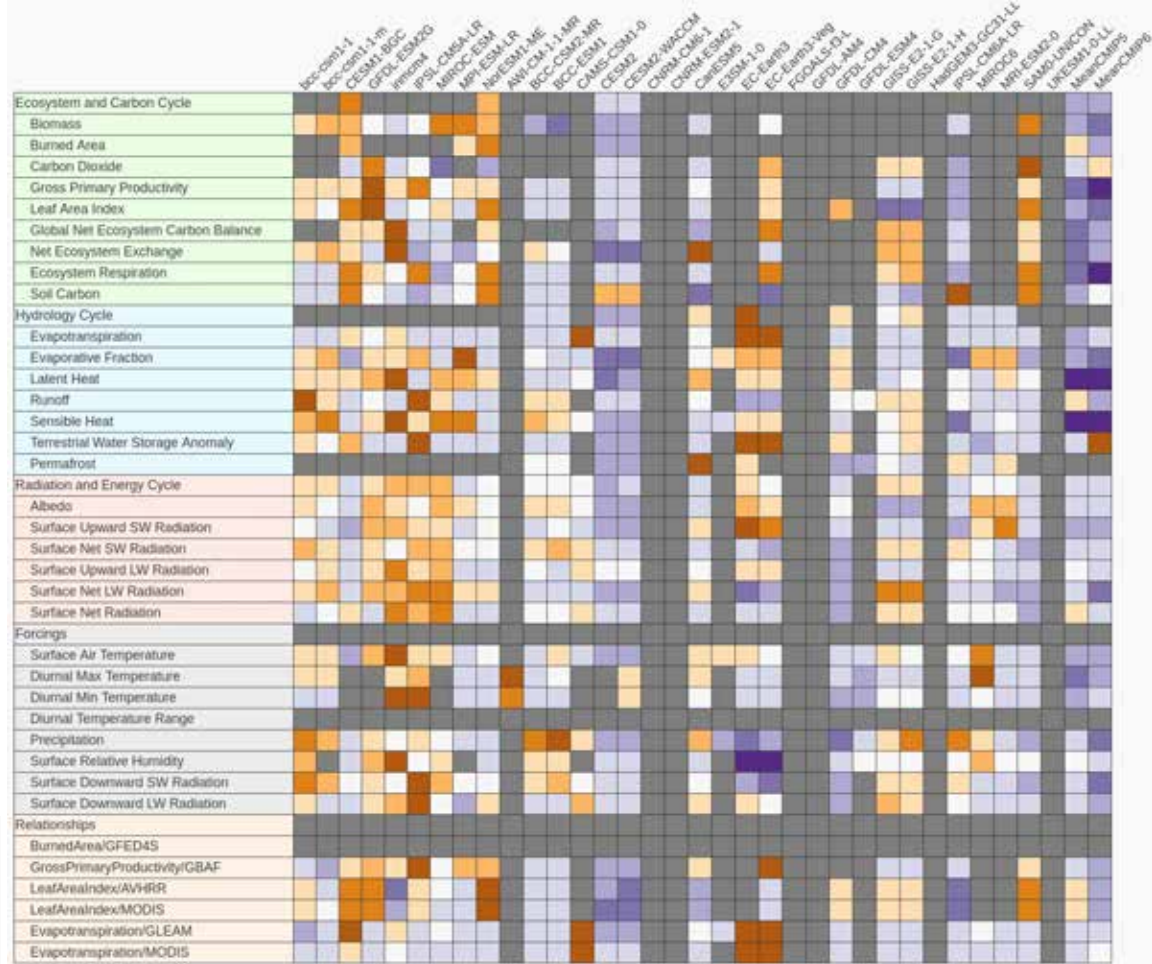 bcc-csm1-1
bcc-csm1-1-m
CESM1-BGC
GFDL-ESM2G
inmcm4
IPSL-CM5A-LR
MIROC-ESM
MPI-ESM-LR
NorESM1-ME
AWI-CM-1-1-MR
BCC-CSM2-MR
BCC-ESM1
CAMS-CSM1-0
CESM2
CESM2-WACCM
CNRM-CM6-1
CNRM-ESM2-1
CanESM5
E3SM-1-0
EC-Earth3
EC-Earth3-Veg
FGOALS-f3-L
GFDL-AM4
GFDL-CM4
GFDL-ESM4
GISS-E2-1-G
GISS-E2-1-H
HadGEM3-GC31-LL
IPSL-CM6A-LR
MIROC6
MRI-ESM2-0
SAM0-UNICON
UKESM1-0-LL
MeanCMIP5
MeanCMIP6
Ecosystem and Carbon Cycle
Biomass
Burned Area
Carbon Dioxide
Gross Primary Productivity
Leaf Area Index
Global Net Ecosystem Carbon Balance
Net Ecosystem Exchange
Ecosystem Respiration
Soil Carbon
Hydrology Cycle
Evapotranspiration
Evaporative Fraction
Latent Heat
Runoff
Sensible Heat
Terrestrial Water Storage Anomaly
Permafrost
Radiation and Energy Cycle
Albedo
Surface Upward SW Radiation
Surface Net SW Radiation
Surface Upward LW Radiation
Surface Net LW Radiation
Surface Net Radiation
Forcings
Surface Air Temperature
Diurnal Max Temperature
Diurnal Min Temperature
Diurnal Temperature Range
Precipitation
Surface Relative Humidity
Surface Downward SW Radiation
Surface Downward LW Radiation
Relationships
BurnedArea/GFED4S
GrossPrimaryProductivity/GBAF
LeafAreaIndex/AVHRR
LeafAreaIndex/MODIS
Evapotranspiration/GLEAM
Evapotranspiration/MODIS